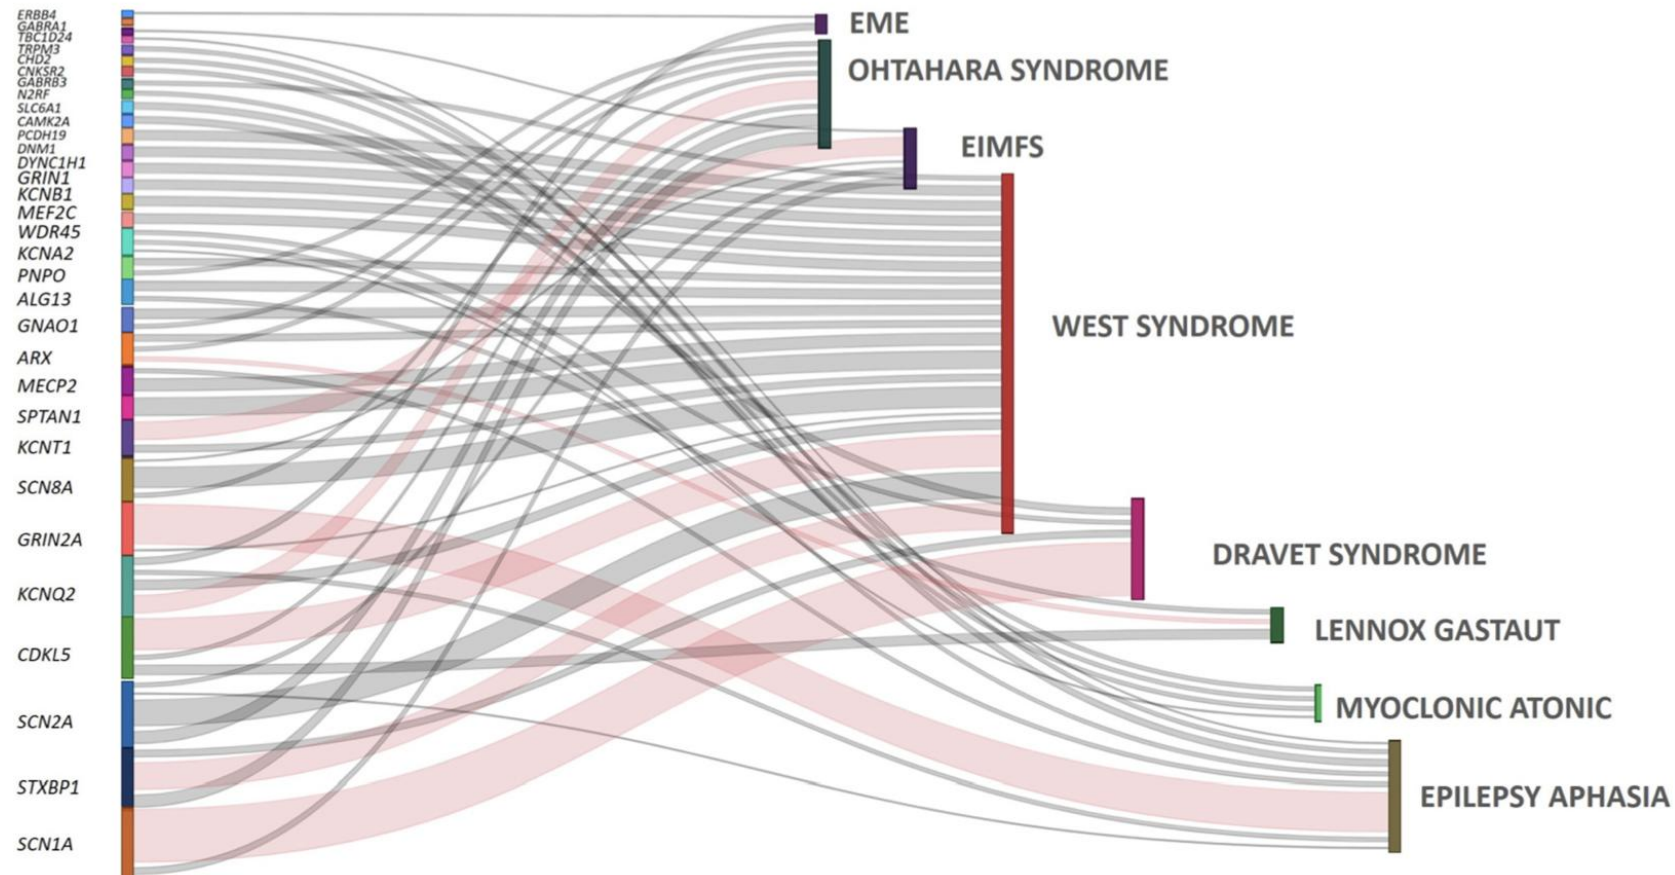 ERBB4
GABRA1
TBC1D24
TRPM3
CHD2
CNKSR2
GABRB3
N2RF
SLC6A1
CAMK2A
PCDH19
DNM1
DYNC1H1
GRIN1
KCNB1
MEF2C
WDR45
KCNA2
PNPO
ALG13
GNAO1
ARX
MECP2
SPTAN1
KCNT1
SCN8A
GRIN2A
KCNQ2
CDKL5
SCN2A
STXBP1
SCN1A
EME
OHTAHARA SYNDROME
EIMFS
WEST SYNDROME
DRAVET SYNDROME
LENNOX GASTAUT
MYOCLONIC ATONIC
EPILEPSY APHASIA